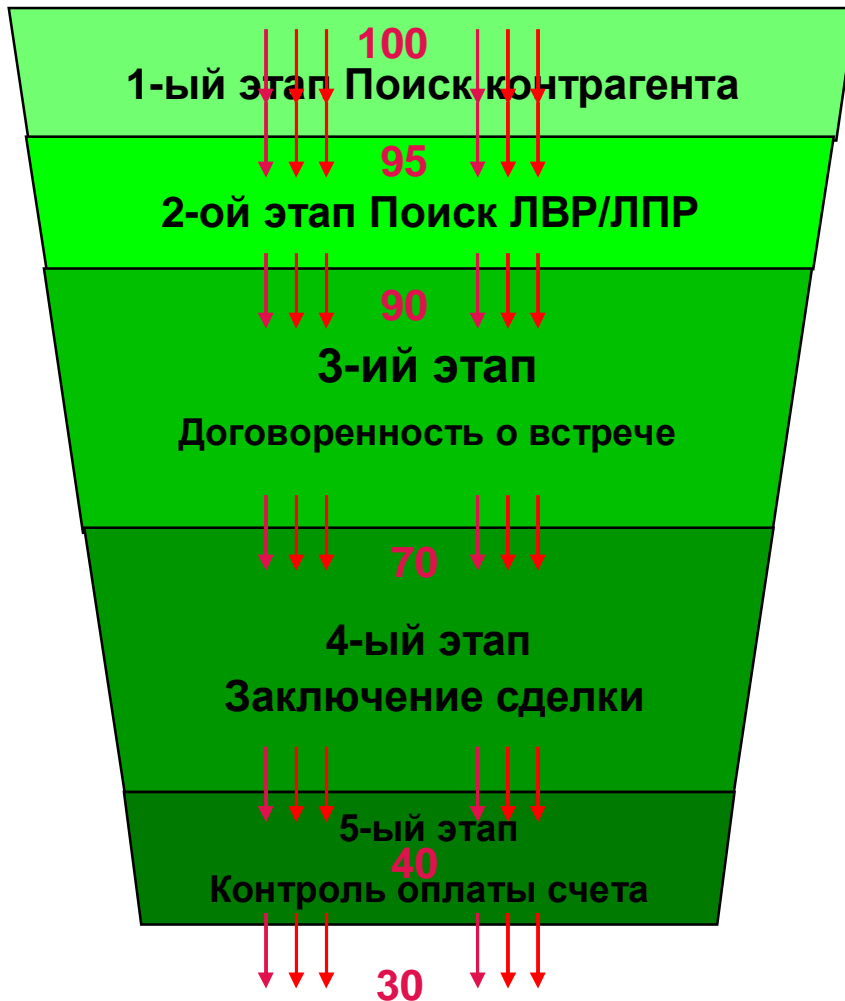 100
1-ый этап Поиск контрагента
95
2-ой этап Поиск ЛВР/ЛПР
90
3-ий этап
Договоренность о встрече
70
4-ый этап
Заключение сделки
5-ый этап
40
Контроль оплаты счета
30